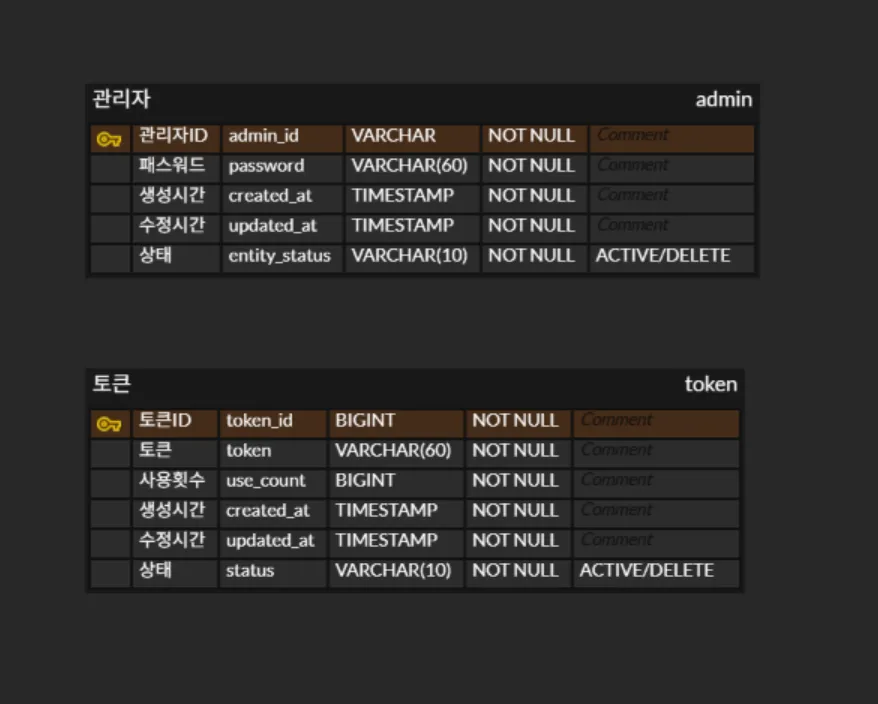 관리자 admin
관리자ID admin_id VARCHAR NOT NULL Comment
패스워드 password VARCHAR(60) NOT NULL Comment
생성시간 created_at TIMESTAMP NOT NULL Comment
수정시간 updated_at TIMESTAMP NOT NULL Comment
상태 entity_status VARCHAR(10) NOT NULL ACTIVE/DELETE
토큰 token
토큰ID token_id BIGINT NOT NULL Comment
토큰 token VARCHAR(60) NOT NULL Comment
사용횟수 use_count BIGINT NOT NULL Comment
생성시간 created_at TIMESTAMP NOT NULL Comment
수정시간 updated_at TIMESTAMP NOT NULL Comment
상태 status VARCHAR(10) NOT NULL ACTIVE/DELETE